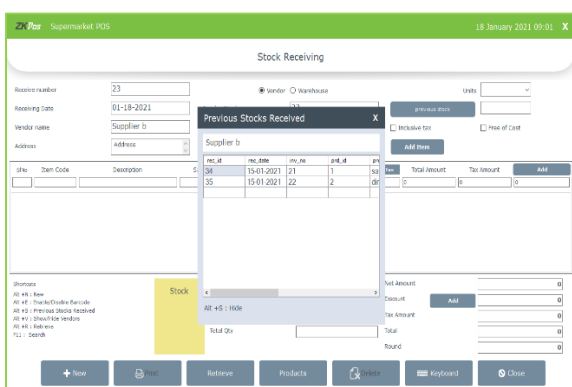 ZKPos Supermarket POS 18 January 2021 09:01 X
Stock Receiving
Receive number 23 Vendor Warehouse Units
Receiving Date 01-18-2021 previous stock
Vendor name Supplier b Inclusive tax Free of Cost
Address Address Add Item
Previous Stocks Received X
Supplier b
rec_id rec_date inv_no prd_id
34 15-01-2021 21 1 sa
35 15-01-2021 22 2 dir
Alt +S : Hide
SlNo Item Code Description Total Amount Tax Amount Add
0 0 0
Shortcuts
Alt +N : New
Alt +E : Enable/Disable Barcode
Alt +S : Previous Stocks Received
Alt +V : Show/Hide Vendors
Alt +R : Retrieve
F11 : Search
Stock
Total Qty
Net Amount 0
Discount Add 0
Tax Amount 0
Total 0
Round 0
New Print Retrieve Products Delete Keyboard Close